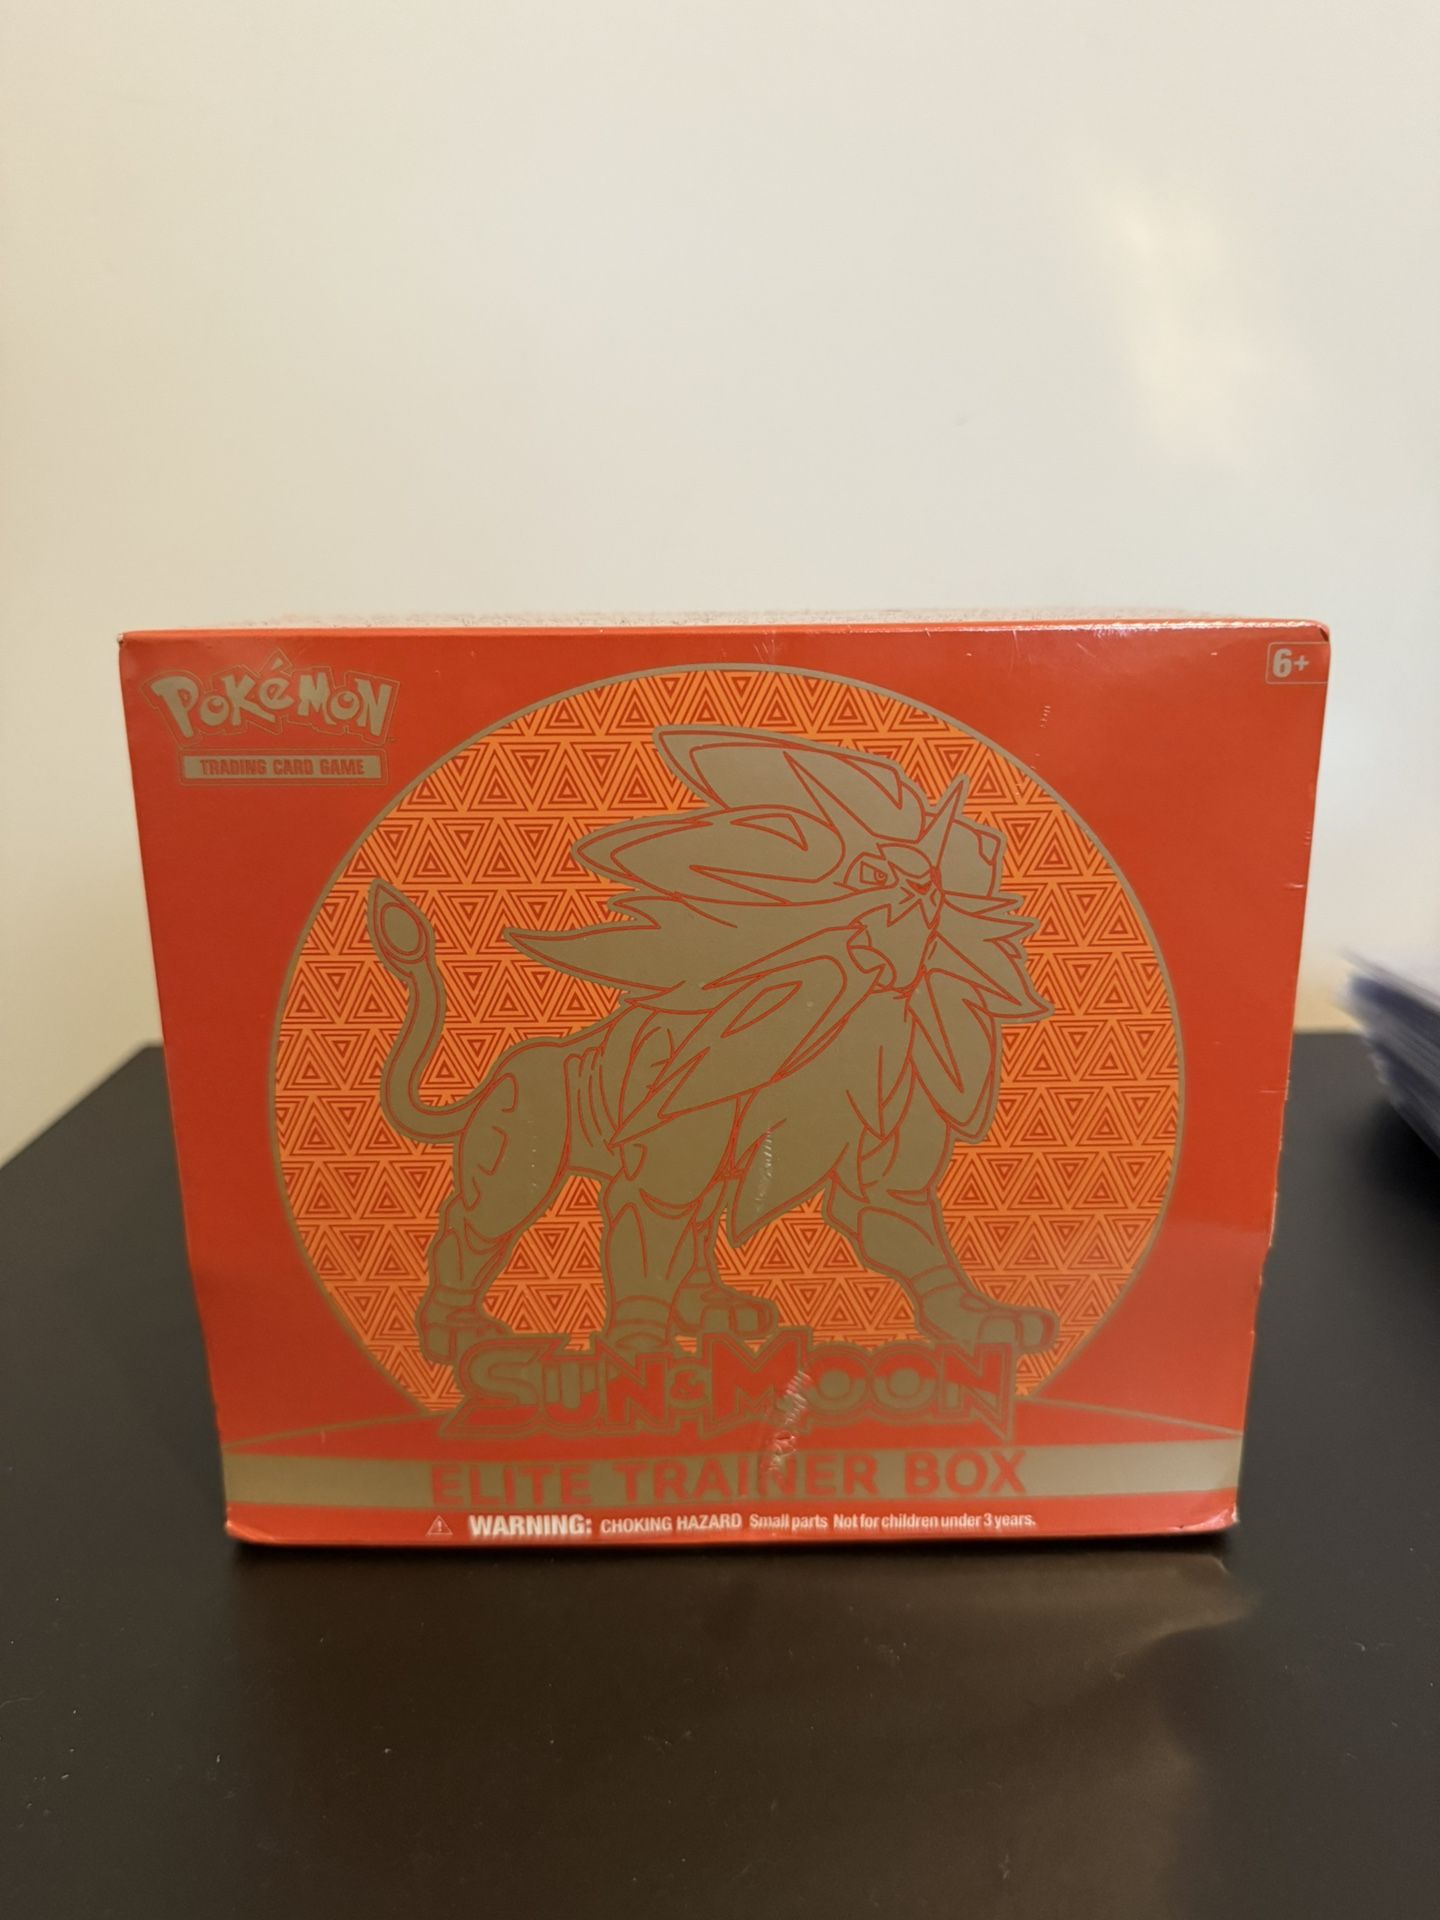 POKéMON
TRADING CARD GAME
6+
SUN & MOON
ELITE TRAINER BOX
WARNING: CHOKING HAZARD Small parts Not for children under 3 years.